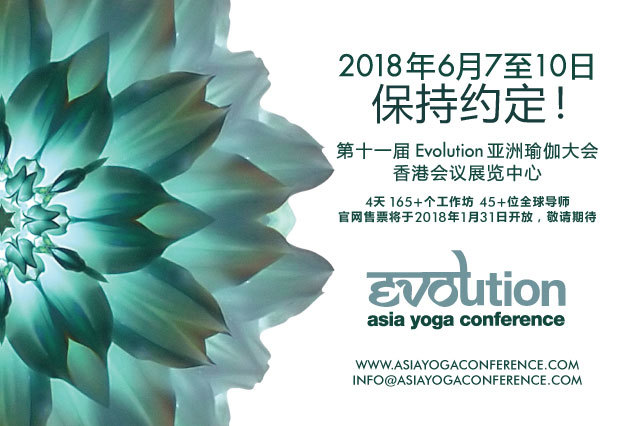 2018年6月7至10日
保持约定！
第十一届 Evolution 亚洲瑜伽大会
香港会议展览中心
4天 165+个工作坊 45+位全球导师
官网售票将于2018年1月31日开放，敬请期待
evolution
asia yoga conference
WWW.ASIAYOGACONFERENCE.COM
INFO@ASIAYOGACONFERENCE.COM